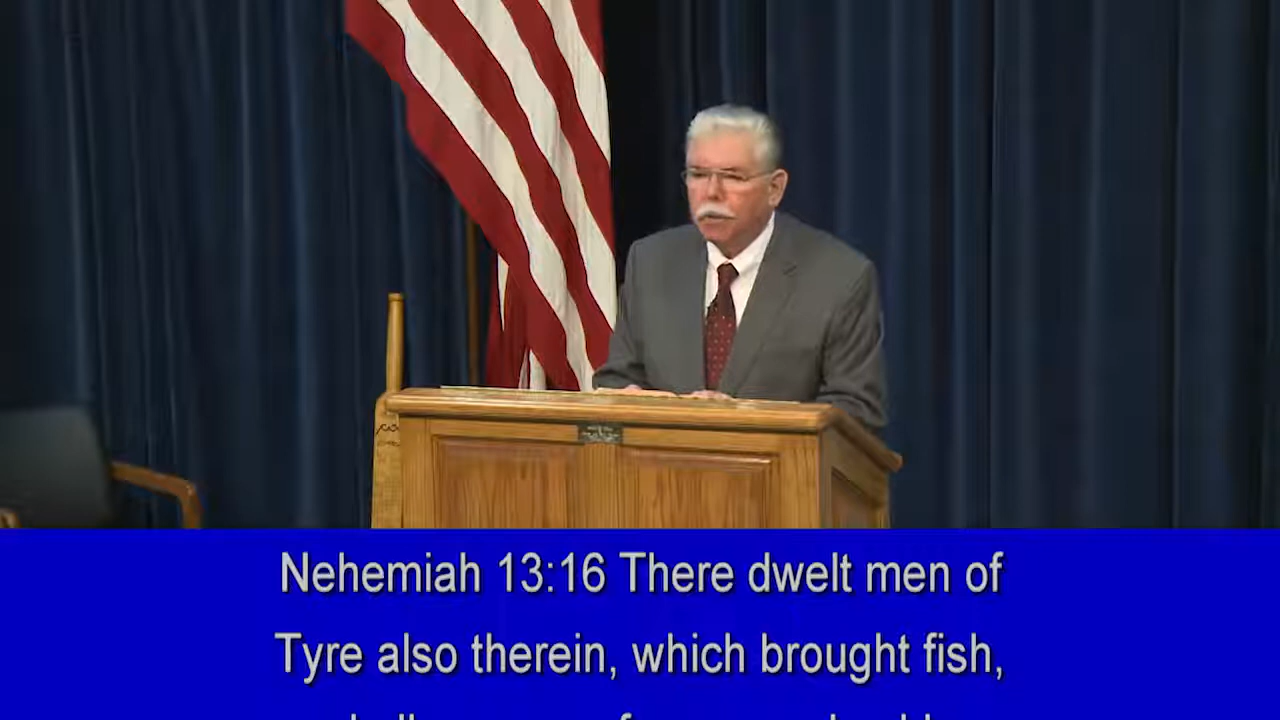 Nehemiah 13:16 There dwelt men of
Tyre also therein, which brought fish,